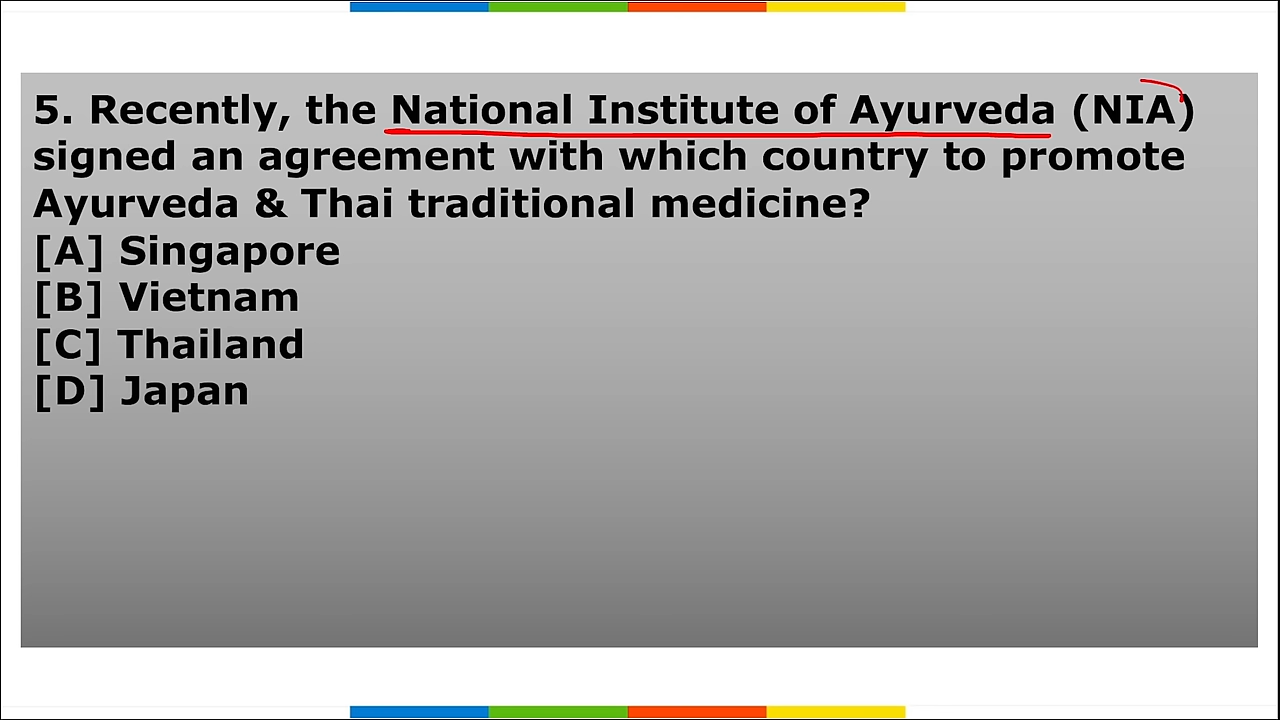 5. Recently, the National Institute of Ayurveda (NIA)
signed an agreement with which country to promote
Ayurveda & Thai traditional medicine?
[A] Singapore
[B] Vietnam
[C] Thailand
[D] Japan